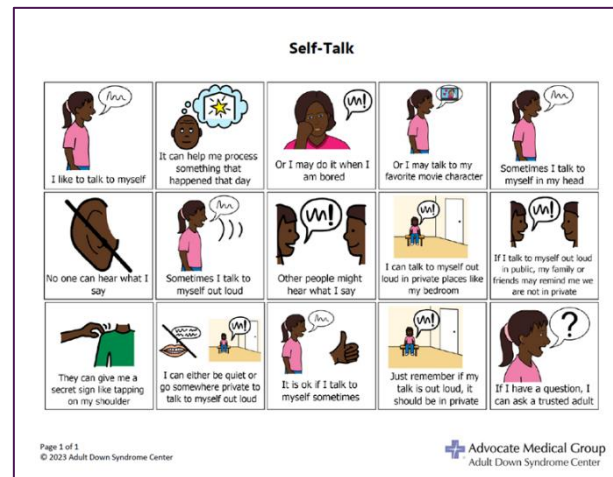 Self-Talk
I like to talk to myself
It can help me process
something that
happened that day
Or I may do it when I
am bored
Or I may talk to my
favorite movie character
Sometimes I talk to
myself in my head
No one can hear what I
say
Sometimes I talk to
myself out loud
Other people might
hear what I say
I can talk to myself out
loud in private places like
my bedroom
If I talk to myself out loud
in public, my family or
friends may remind me we
are not in private
They can give me a
secret sign like tapping
on my shoulder
I can either be quiet or
go somewhere private to
talk to myself out loud
It is ok if I talk to
myself sometimes
Just remember if my
talk is out loud, it
should be in private
?
If I have a question, I
can ask a trusted adult
Page 1 of 1
© 2023 Adult Down Syndrome Center
Advocate Medical Group
Adult Down Syndrome Center